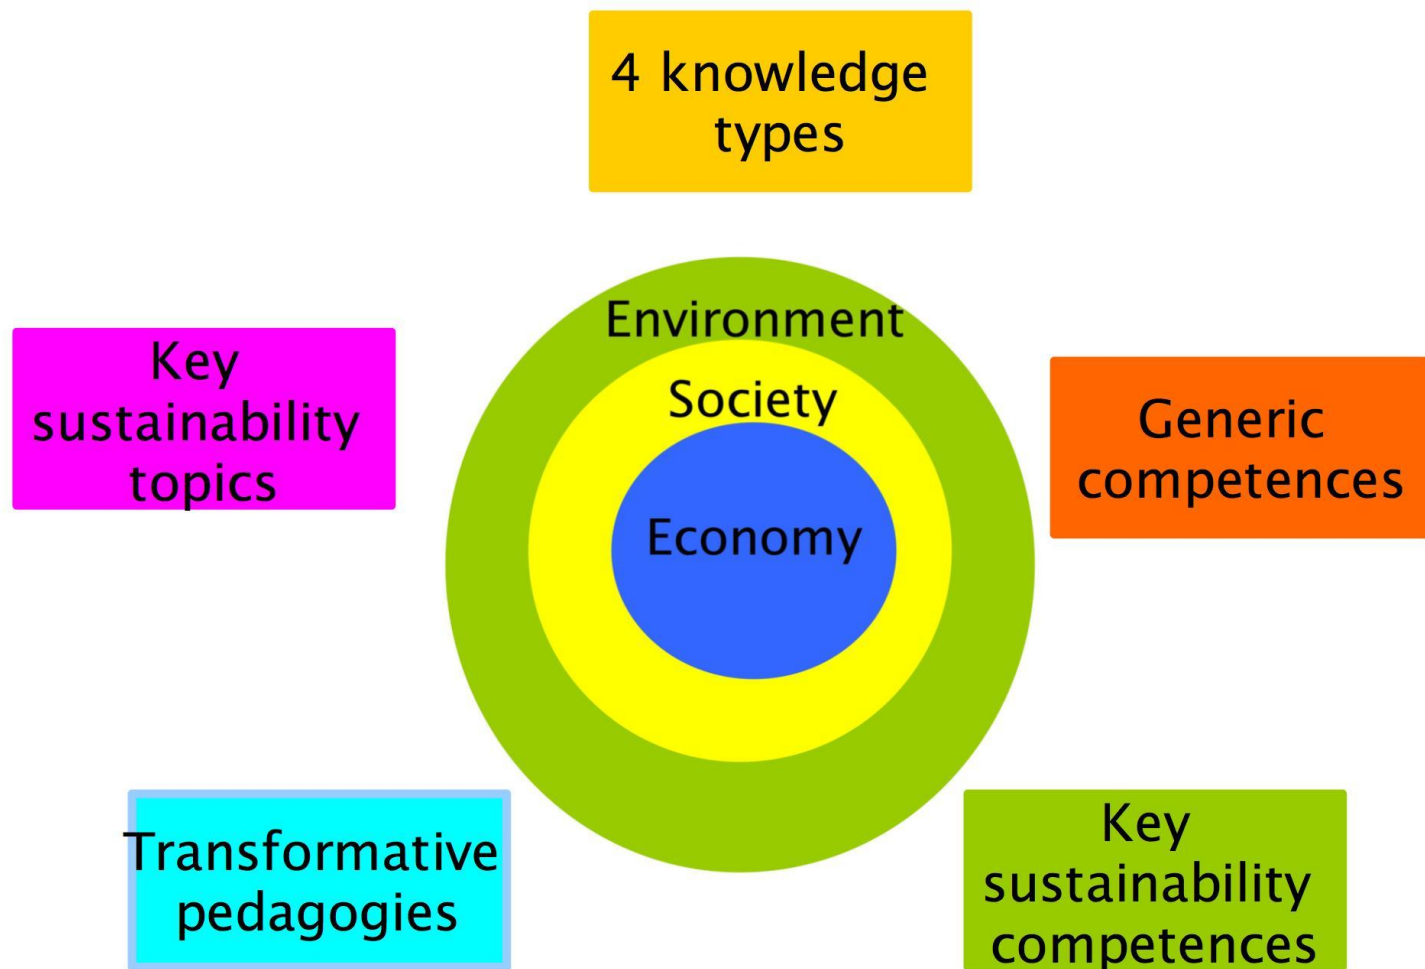 4 knowledge
types
Environment
Society
Economy
Key
sustainability
topics
Generic
competences
Transformative
pedagogies
Key
sustainability
competences